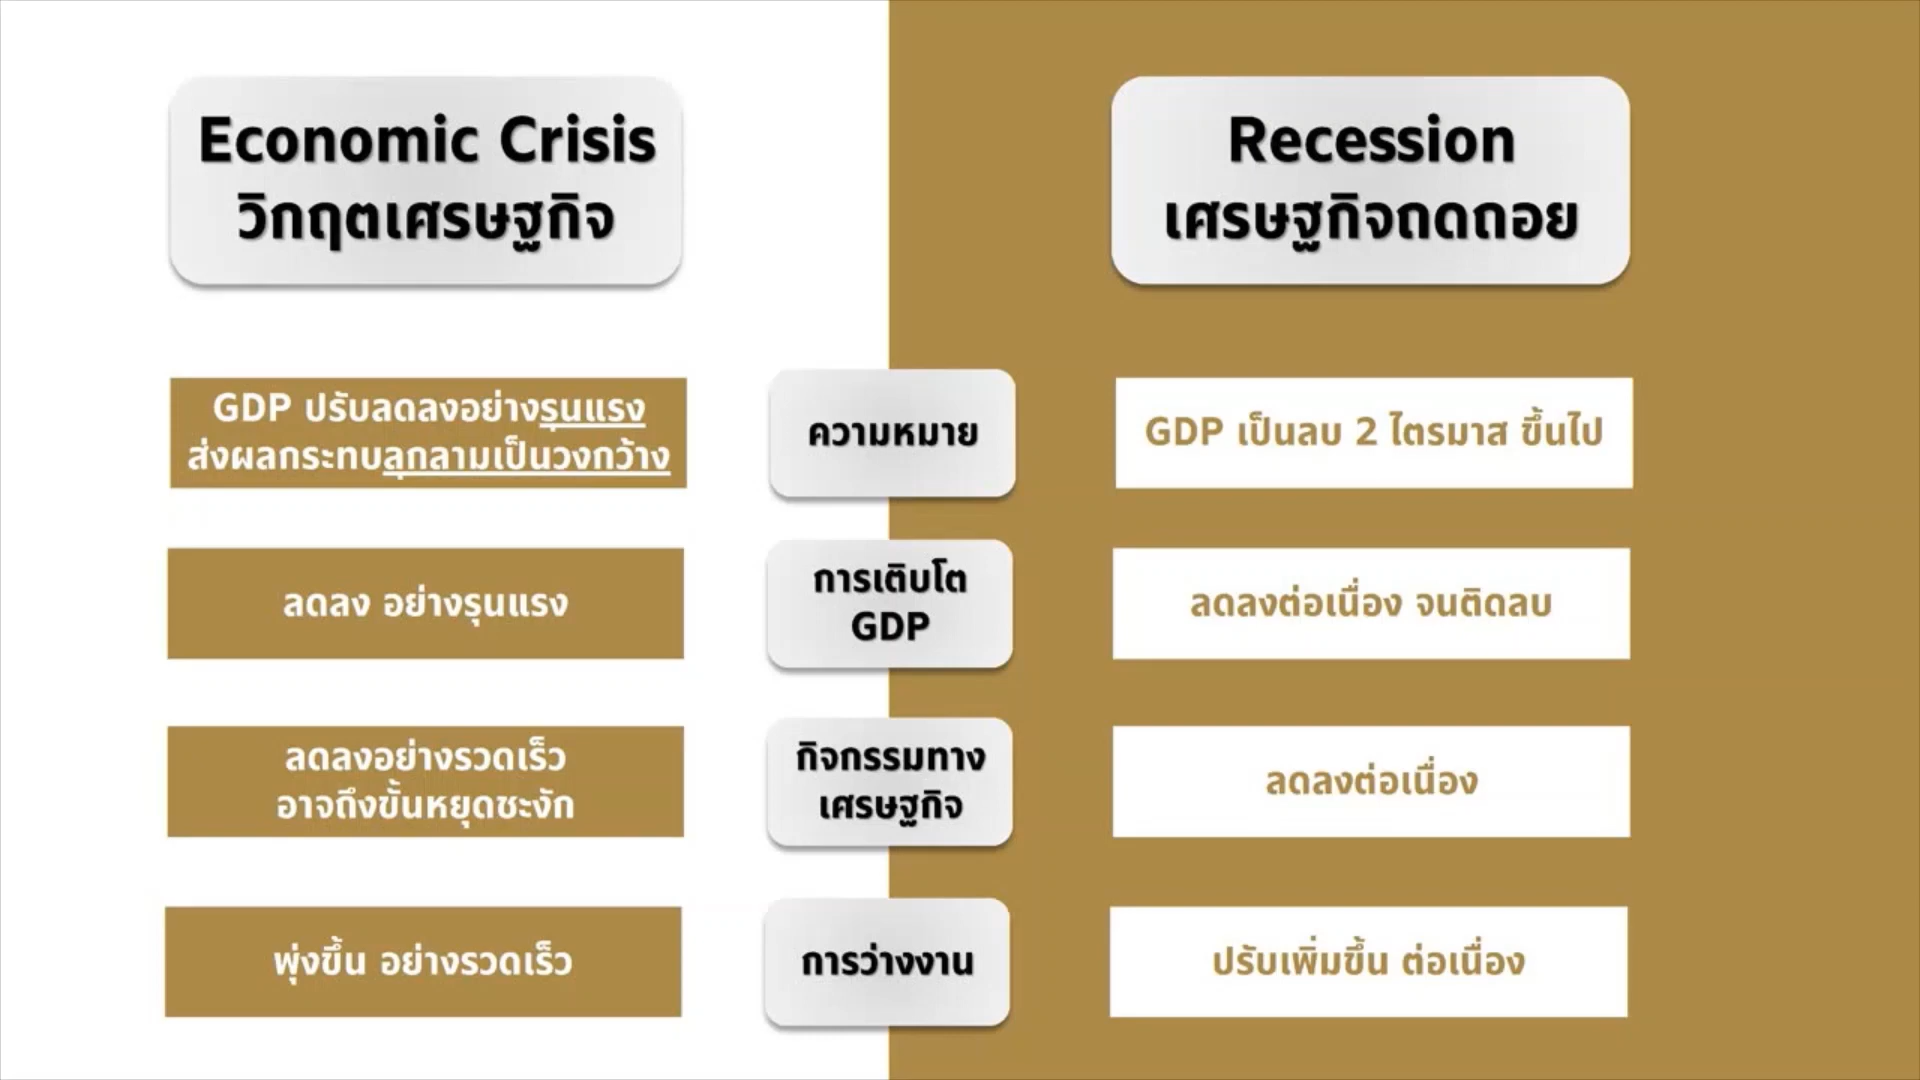 Economic Crisis
วิกฤตเศรษฐกิจ
Recession
เศรษฐกิจถดถอย
GDP ปรับลดลงอย่างรุนแรง
ส่งผลกระทบลุกลามเป็นวงกว้าง
ความหมาย
GDP เป็นลบ 2 ไตรมาส ขึ้นไป
ลดลง อย่างรุนแรง
การเติบโต
GDP
ลดลงต่อเนื่อง จนติดลบ
ลดลงอย่างรวดเร็ว
อาจถึงขั้นหยุดชะงัก
กิจกรรมทาง
เศรษฐกิจ
ลดลงต่อเนื่อง
พุ่งขึ้น อย่างรวดเร็ว
การว่างงาน
ปรับเพิ่มขึ้น ต่อเนื่อง